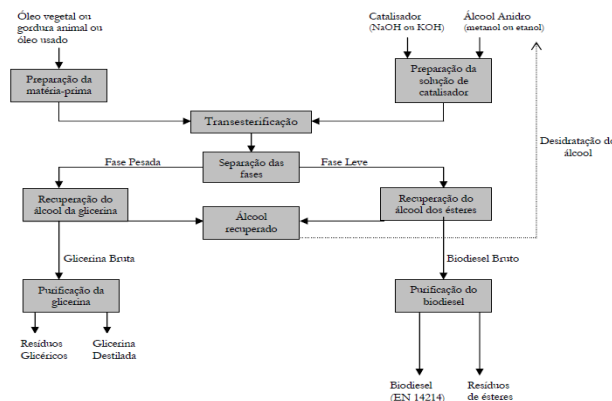 Óleo vegetal ou
gordura animal ou
óleo usado
Catalisador
(NaOH ou KOH)
Álcool Anidro
(metanol ou etanol)
Preparação da
matéria-prima
Preparação da
solução de
catalisador
Transesterificação
Desidratação do
álcool
Fase Pesada
Separação das
fases
Fase Leve
Recuperação do
álcool da glicerina
Álcool
recuperado
Recuperação do
álcool dos ésteres
Glicerina Bruta
Biodiesel Bruto
Purificação da
glicerina
Purificação do
biodiesel
Resíduos
Glicéricos
Glicerina
Destilada
Biodiesel
(EN 14214)
Resíduos
de ésteres